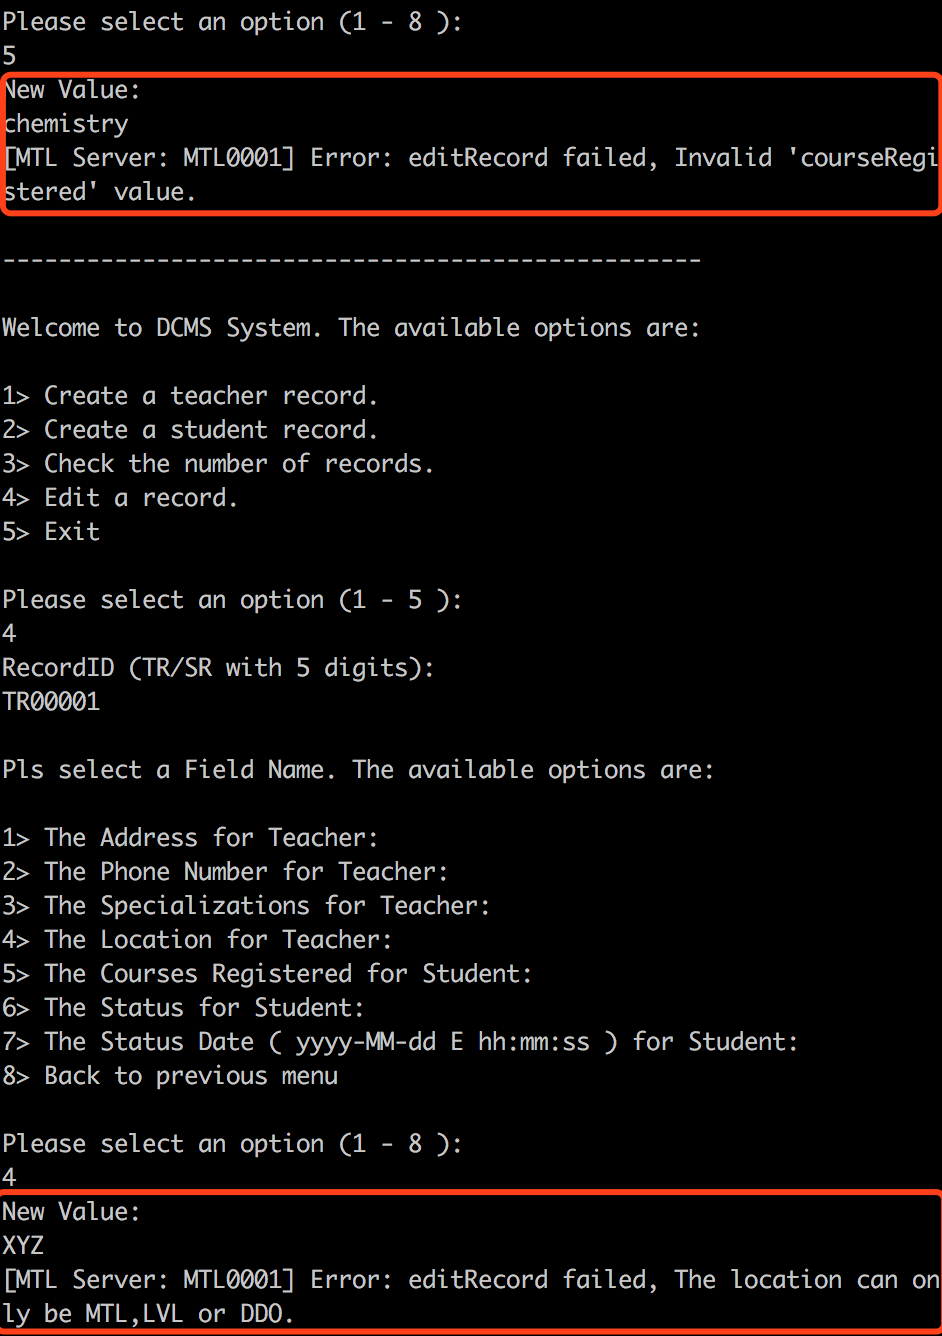 Please select an option (1 - 8 ):
5
New Value:
chemistry
[MTL Server: MTL0001] Error: editRecord failed, Invalid 'courseRegi
stered' value.
--------------------------------------------------
Welcome to DCMS System. The available options are:
1> Create a teacher record.
2> Create a student record.
3> Check the number of records.
4> Edit a record.
5> Exit
Please select an option (1 - 5 ):
4
RecordID (TR/SR with 5 digits):
TR00001
Pls select a Field Name. The available options are:
1> The Address for Teacher:
2> The Phone Number for Teacher:
3> The Specializations for Teacher:
4> The Location for Teacher:
5> The Courses Registered for Student:
6> The Status for Student:
7> The Status Date ( yyyy-MM-dd E hh:mm:ss ) for Student:
8> Back to previous menu
Please select an option (1 - 8 ):
4
New Value:
XYZ
[MTL Server: MTL0001] Error: editRecord failed, The location can on
ly be MTL,LVL or DDO.